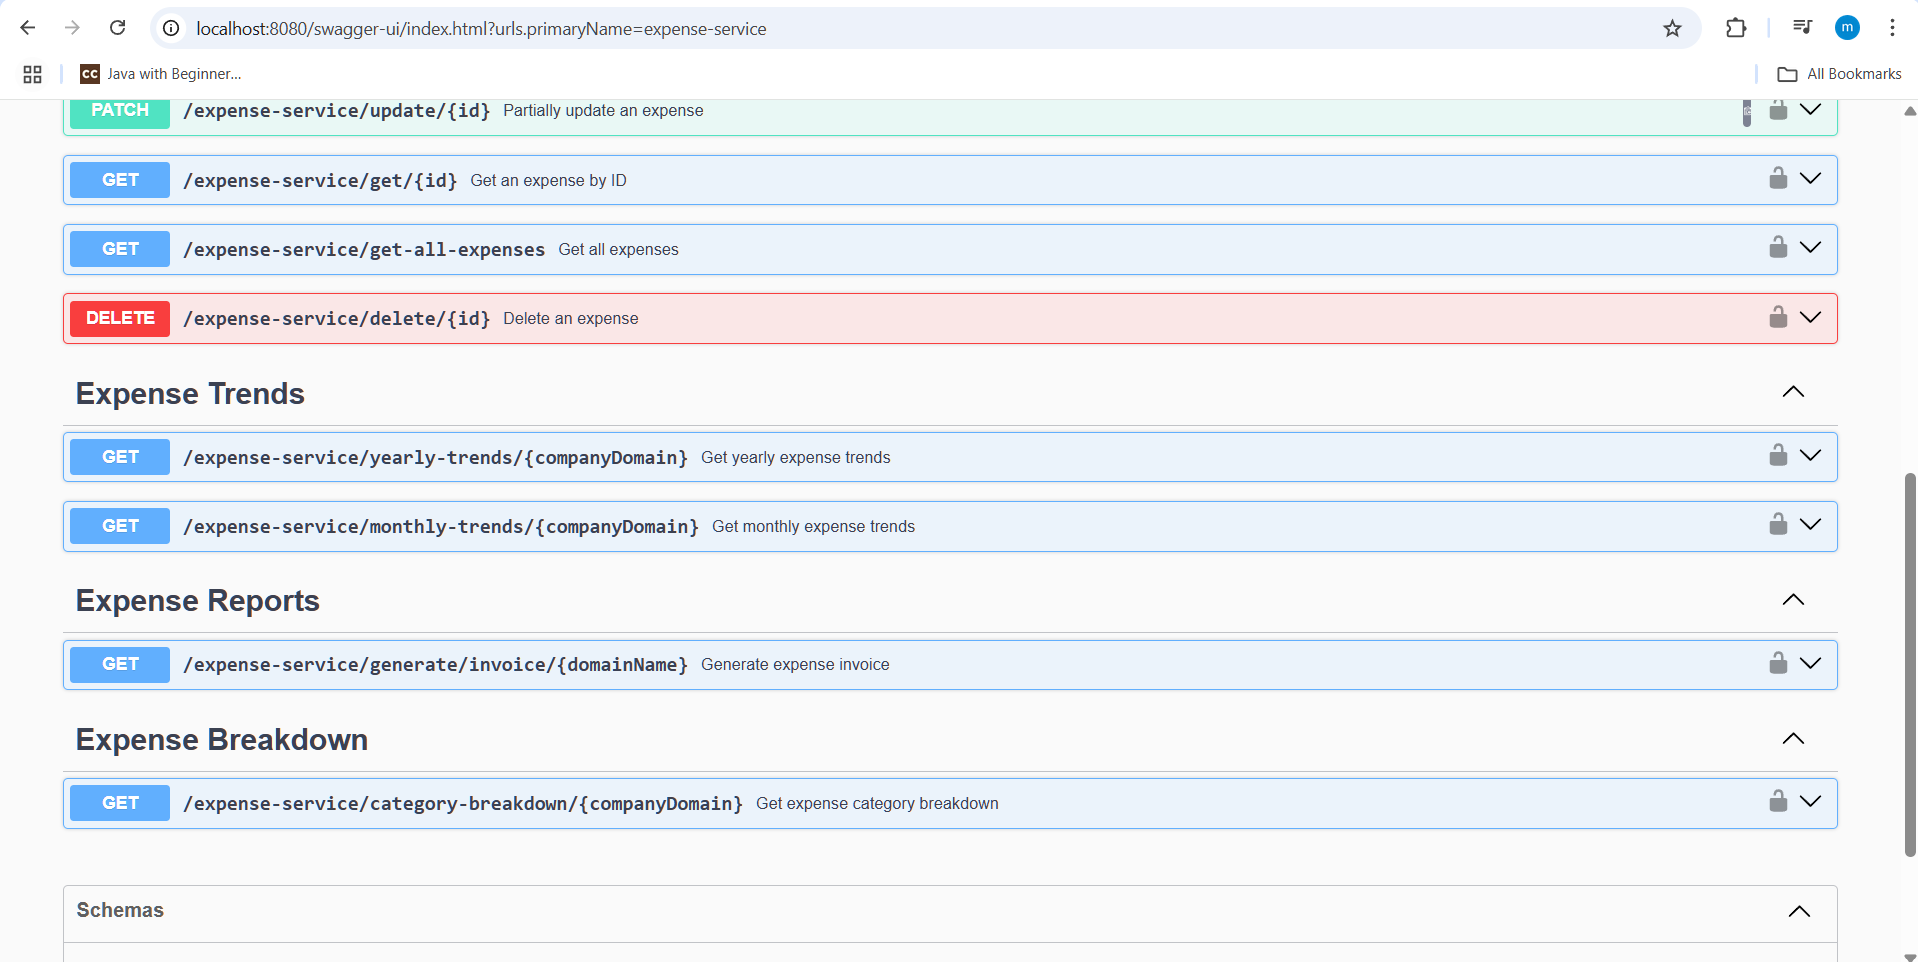 localhost:8080/swagger-ui/index.html?urls.primaryName=expense-service
m
CC Java with Beginner...
All Bookmarks
PATCH /expense-service/update/{id} Partially update an expense
GET /expense-service/get/{id} Get an expense by ID
GET /expense-service/get-all-expenses Get all expenses
DELETE /expense-service/delete/{id} Delete an expense
Expense Trends
GET /expense-service/yearly-trends/{companyDomain} Get yearly expense trends
GET /expense-service/monthly-trends/{companyDomain} Get monthly expense trends
Expense Reports
GET /expense-service/generate/invoice/{domainName} Generate expense invoice
Expense Breakdown
GET /expense-service/category-breakdown/{companyDomain} Get expense category breakdown
Schemas